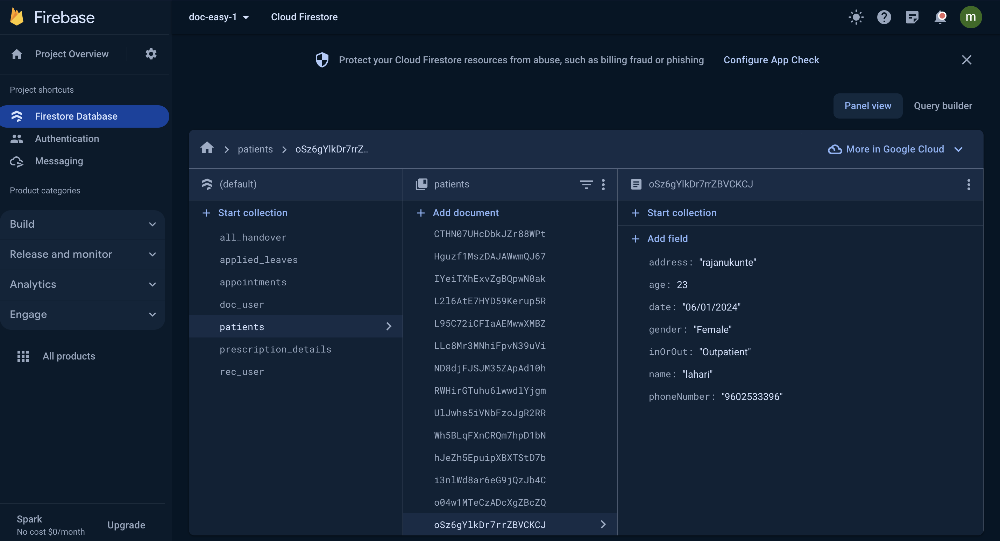 Firebase
doc-easy-1
Cloud Firestore
m
Project Overview
Protect your Cloud Firestore resources from abuse, such as billing fraud or phishing
Configure App Check
Project shortcuts
Firestore Database
Authentication
Messaging
Product categories
Build
Release and monitor
Analytics
Engage
All products
Spark
No cost $0/month
Upgrade
Panel view
Query builder
patients
oSz6gYlkDr7rrZ...
More in Google Cloud
(default)
Start collection
all_handover
applied_leaves
appointments
doc_user
patients
prescription_details
rec_user
patients
Add document
CTHN07UHcDbkJZr88WPt
Hguzf1MszDAJAWwmQJ67
IYeiTXhExvZgBQpwN0ak
L2l6AtE7HYD59Kerup5R
L95C72iCFIaAEMwwXMBZ
LLc8Mr3MNhiFpvN39uVi
ND8djFJSJM35ZApAd10h
RWHirGTuhu6lwwdlYjgm
UlJwhs5iVNbFzoJgR2RR
Wh5BLqFXnCRQm7hpD1bN
hJeZh5EpuipXBXTStD7b
i3nlWd8ar6eG9jQzJb4C
o04w1MTeCzADcXgZBcZQ
oSz6gYlkDr7rrZBVCKCJ
oSz6gYlkDr7rrZBVCKCJ
Start collection
Add field
address: "rajanukunte"
age: 23
date: "06/01/2024"
gender: "Female"
inOrOut: "Outpatient"
name: "lahari"
phoneNumber: "9602533396"